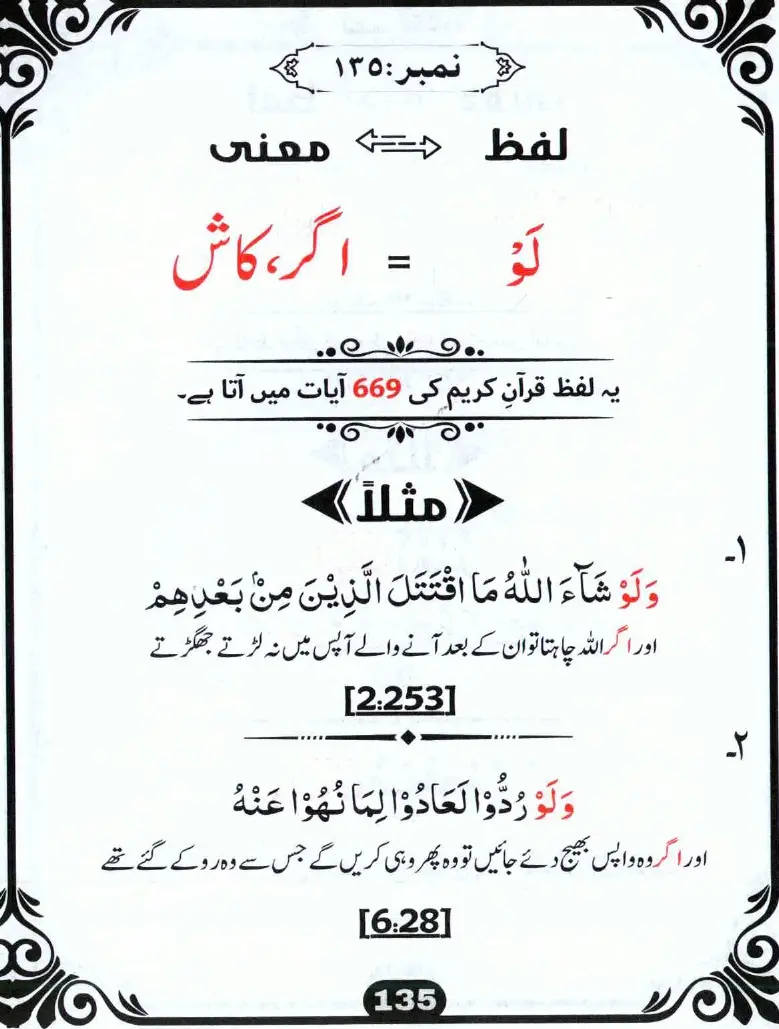 نمبر:۱۳۵
لفظ ⇐⇒ معنی
لَوْ = اگر، کاش
یہ لفظ قرآنِ کریم کی 669 آیات میں آتا ہے۔
مثلاً
۱۔
وَلَوْ شَآءَ اللّٰهُ مَا اقْتَتَلَ الَّذِيْنَ مِنْۢ بَعْدِهِمْ
اور اگر اللہ چاہتا تو ان کے بعد آنے والے آپس میں نہ لڑتے جھگڑتے
[2:253]
۲۔
وَلَوْ رُدُّوْا لَعَادُوْا لِمَا نُهُوْا عَنْهُ
اور اگر وہ واپس بھیج دئے جائیں تو وہ پھر وہی کریں گے جس سے وہ روکے گئے تھے
[6:28]
135